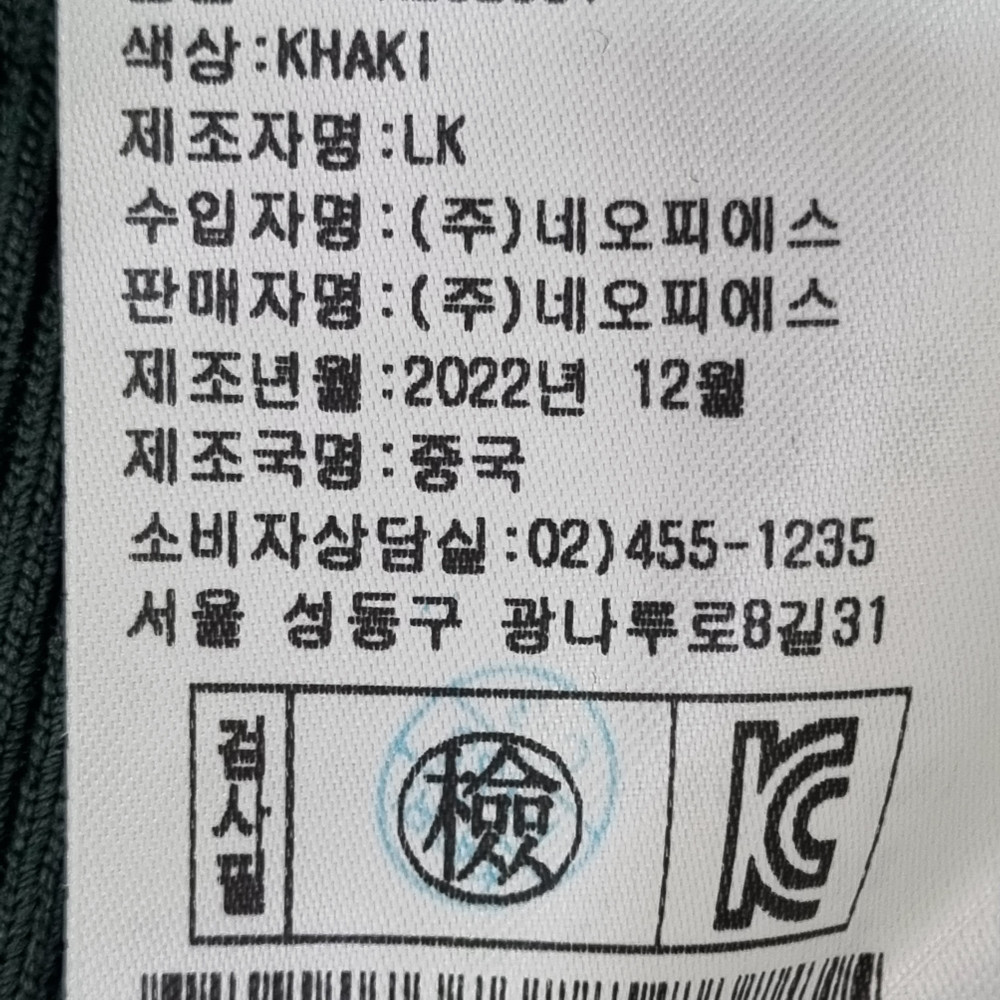 색상:KHAKI
제조자명:LK
수입자명:(주)네오피에스
판매자명:(주)네오피에스
제조년월:2022년 12월
제조국명:중국
소비자상담실:02)455-1235
서울 성동구 광나루로8길31
검사필
檢
KC